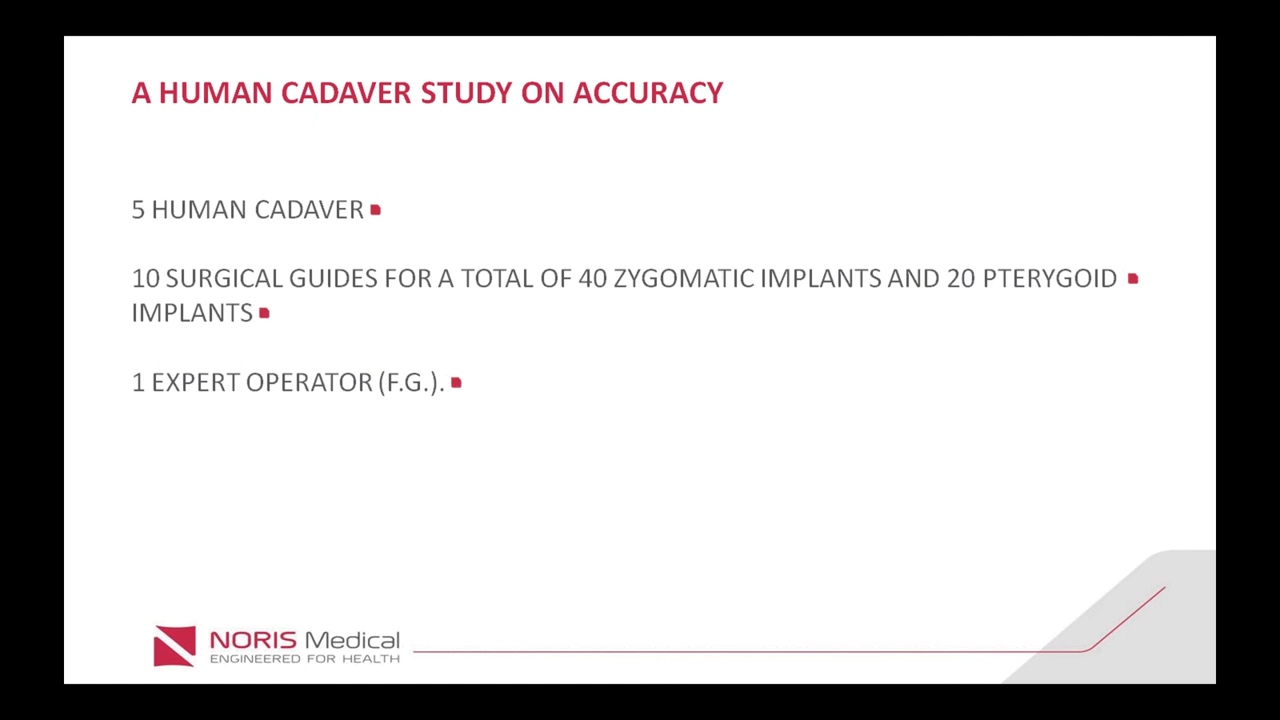 A HUMAN CADAVER STUDY ON ACCURACY
5 HUMAN CADAVER
10 SURGICAL GUIDES FOR A TOTAL OF 40 ZYGOMATIC IMPLANTS AND 20 PTERYGOID
IMPLANTS
1 EXPERT OPERATOR (F.G.).
NORIS Medical
ENGINEERED FOR HEALTH